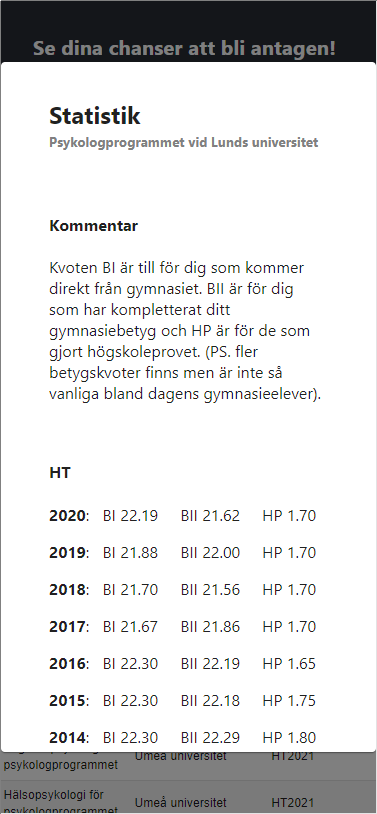 Se dina chanser att bli antagen!
Statistik
Psykologprogrammet vid Lunds universitet
Kommentar
Kvoten BI är till för dig som kommer
direkt från gymnasiet. BII är för dig
som har kompletterat ditt
gymnasiebetyg och HP är för de som
gjort högskoleprovet. (PS. fler
betygskvoter finns men är inte så
vanliga bland dagens gymnasieelever).
HT
2020: BI 22.19 BII 21.62 HP 1.70
2019: BI 21.88 BII 22.00 HP 1.70
2018: BI 21.70 BII 21.56 HP 1.70
2017: BI 21.67 BII 21.86 HP 1.70
2016: BI 22.30 BII 22.19 HP 1.65
2015: BI 22.30 BII 22.18 HP 1.75
2014: BI 22.30 BII 22.29 HP 1.80
psykologprogrammet Umeå universitet HT2021
Hälsopsykologi för
psykologprogrammet Umeå universitet HT2021